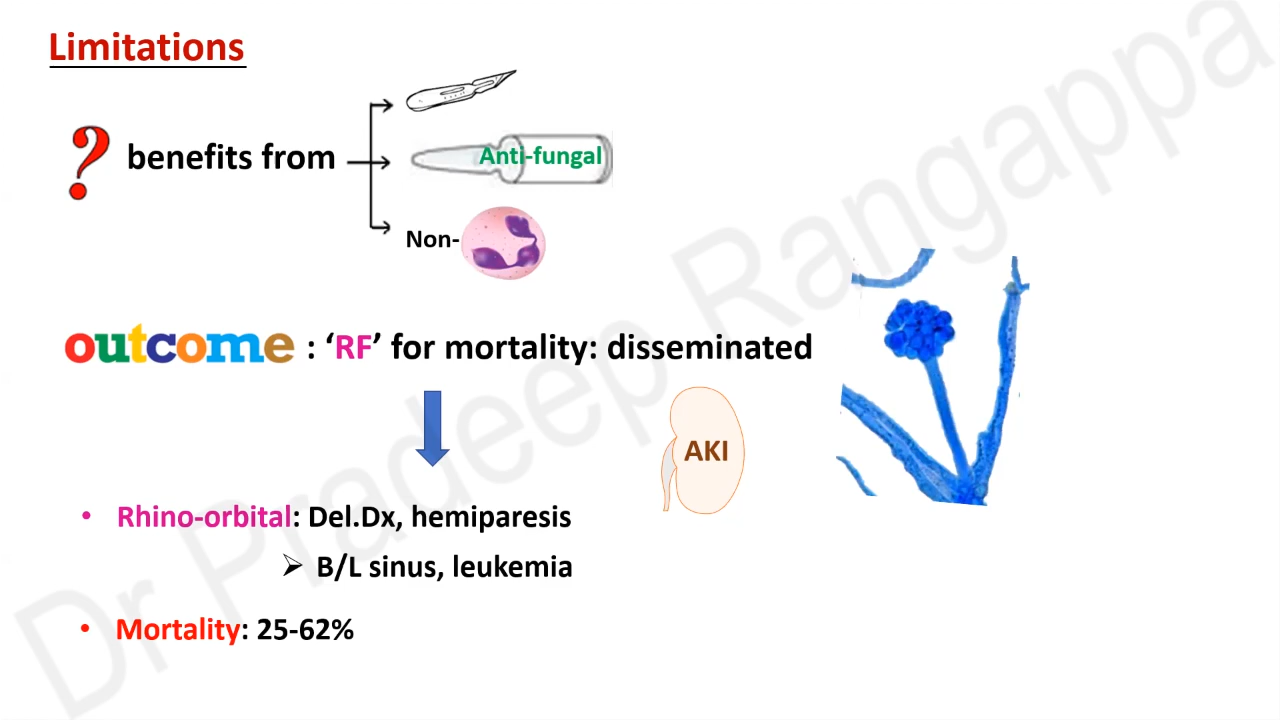 Limitations
? benefits from
Anti-fungal
Non-
outcome : ‘RF’ for mortality: disseminated
AKI
• Rhino-orbital: Del.Dx, hemiparesis
➢ B/L sinus, leukemia
• Mortality: 25-62%
Dr Pradeep Rangappa